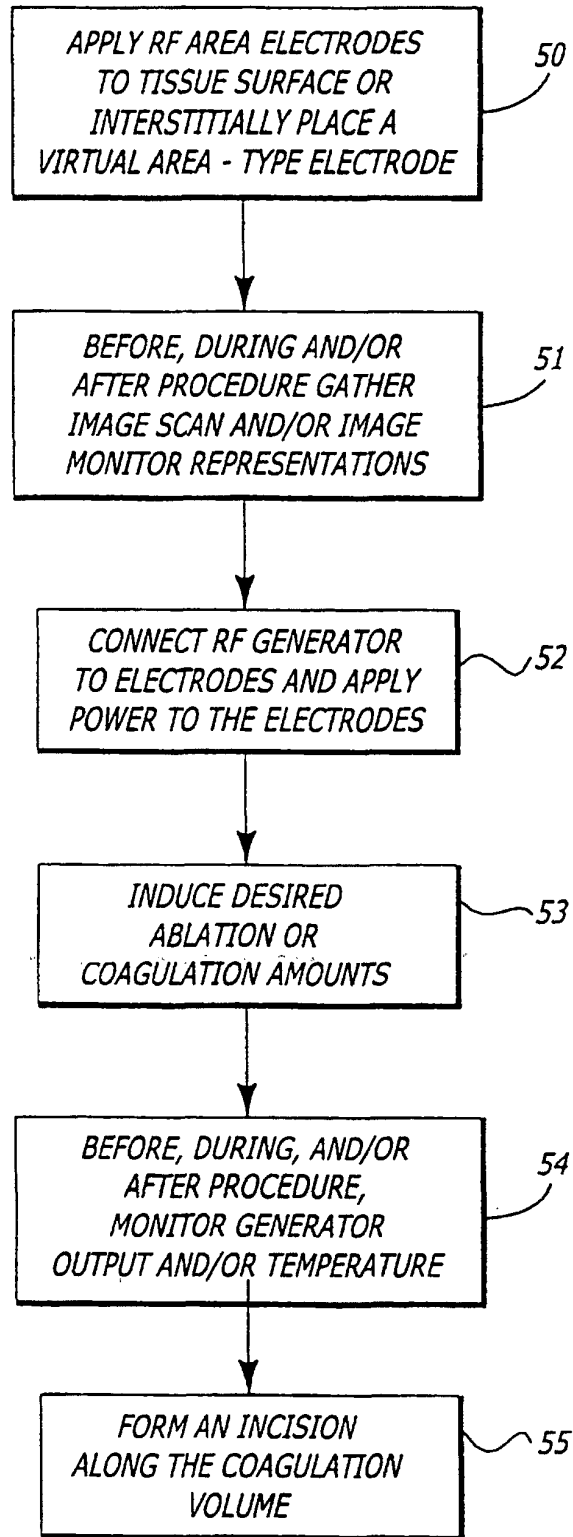 APPLY RF AREA ELECTRODES
TO TISSUE SURFACE OR
INTERSTITIALLY PLACE A
VIRTUAL AREA - TYPE ELECTRODE
50
BEFORE, DURING AND/OR
AFTER PROCEDURE GATHER
IMAGE SCAN AND/OR IMAGE
MONITOR REPRESENTATIONS
51
CONNECT RF GENERATOR
TO ELECTRODES AND APPLY
POWER TO THE ELECTRODES
52
INDUCE DESIRED
ABLATION OR
COAGULATION AMOUNTS
53
BEFORE, DURING, AND/OR
AFTER PROCEDURE,
MONITOR GENERATOR
OUTPUT AND/OR TEMPERATURE
54
FORM AN INCISION
ALONG THE COAGULATION
VOLUME
55